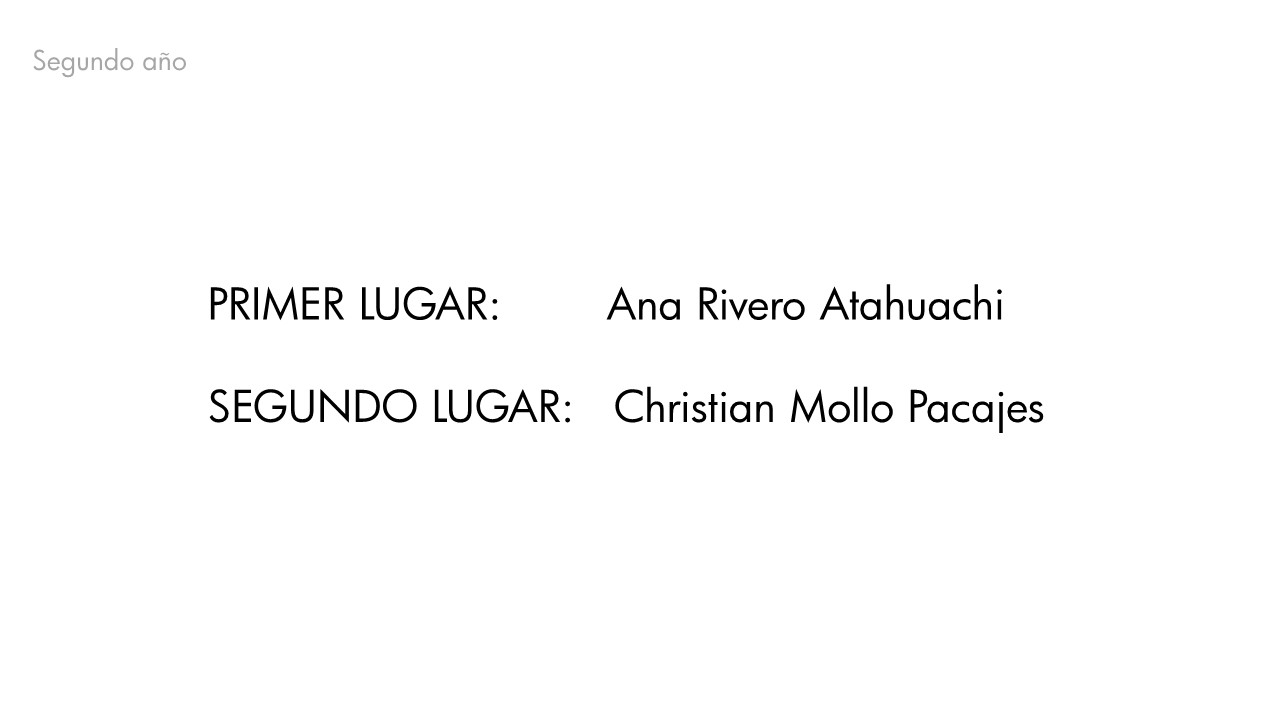 Segundo año
PRIMER LUGAR: Ana Rivero Atahuachi
SEGUNDO LUGAR: Christian Mollo Pacajes